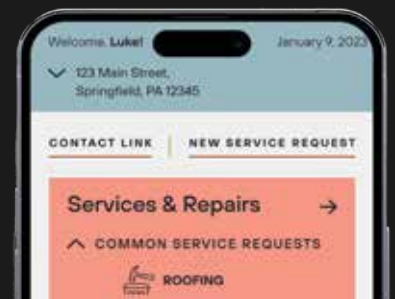 Welcome, Luke!
January 9, 2023
123 Main Street,
Springfield, PA 12345
CONTACT LINK
NEW SERVICE REQUEST
Services & Repairs
COMMON SERVICE REQUESTS
ROOFING